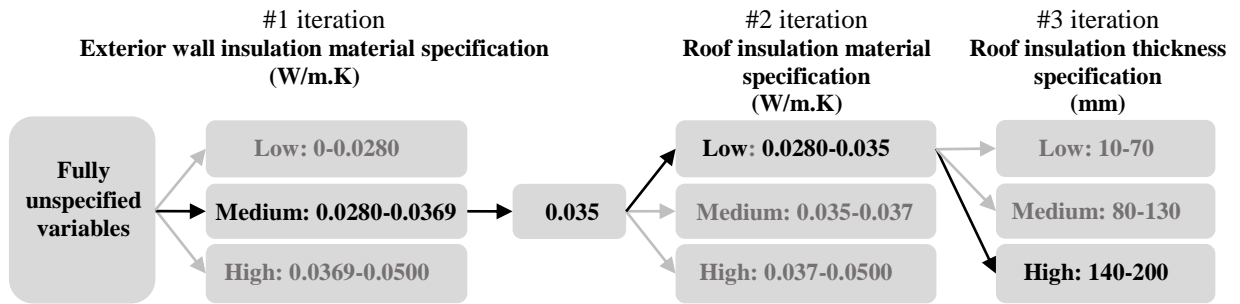 #1 iteration
Exterior wall insulation material specification
(W/m.K)
#2 iteration
Roof insulation material
specification
(W/m.K)
#3 iteration
Roof insulation thickness
specification
(mm)
Fully
unspecified
variables
Low: 0-0.0280
Medium: 0.0280-0.0369
High: 0.0369-0.0500
0.035
Low: 0.0280-0.035
Medium: 0.035-0.037
High: 0.037-0.0500
Low: 10-70
Medium: 80-130
High: 140-200